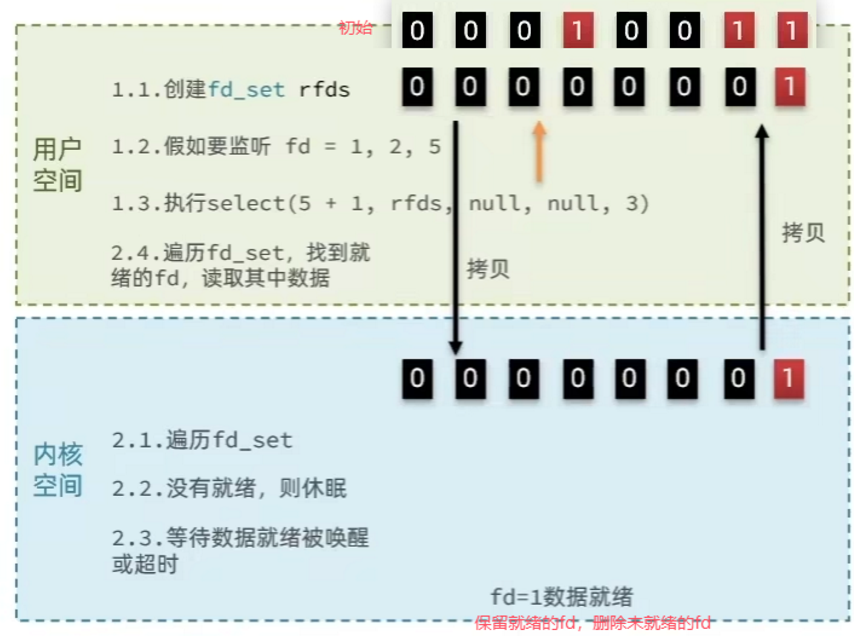 初始 0 0 0 1 0 0 1 1
1.1.创建fd_set rfds 0 0 0 0 0 0 0 1
用户
空间
1.2.假如要监听 fd = 1, 2, 5
1.3.执行select(5 + 1, rfds, null, null, 3)
2.4.遍历fd_set, 找到就
绪的fd, 读取其中数据
拷贝
拷贝
0 0 0 0 0 0 0 1
内核
空间
2.1.遍历fd_set
2.2.没有就绪, 则休眠
2.3.等待数据就绪被唤醒
或超时
fd=1数据就绪
保留就绪的fd, 删除未就绪的fd